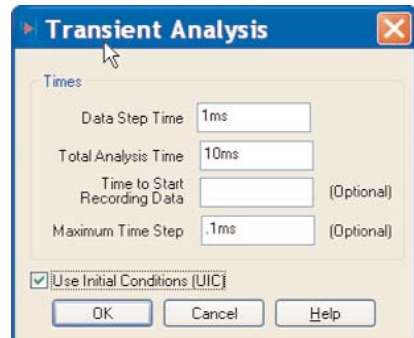 Transient Analysis
Times
Data Step Time 1ms
Total Analysis Time 10ms
Time to Start
Recording Data (Optional)
Maximum Time Step .1ms (Optional)
Use Initial Conditions (UIC)
OK Cancel Help